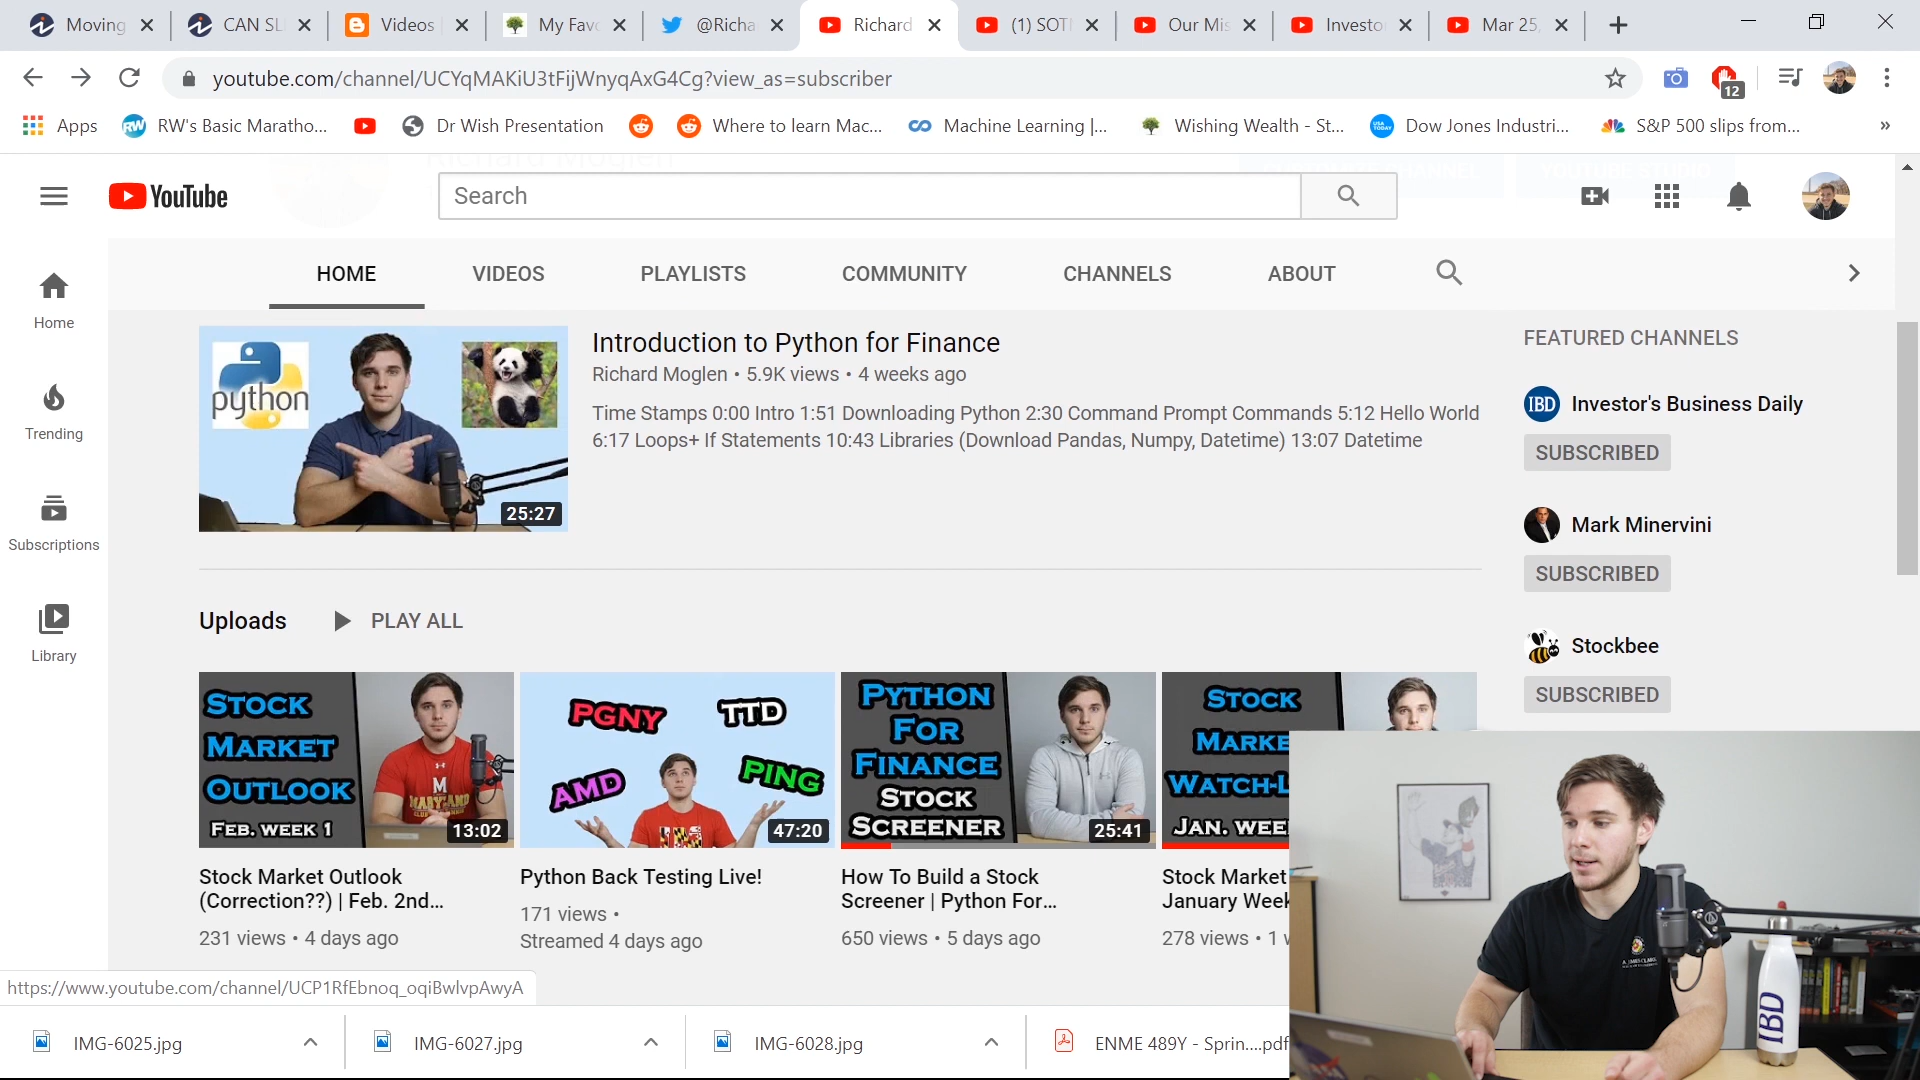 Moving
CAN SL
Videos
My Favo
@Richa
Richard
(1) SOTM
Our Mis
Investo
Mar 25,
youtube.com/channel/UCYqMAKiU3tFijWnyqAxG4Cg?view_as=subscriber
12
Apps
RW's Basic Maratho...
Dr Wish Presentation
Where to learn Mac...
Machine Learning |...
Wishing Wealth - St...
Dow Jones Industri...
S&P 500 slips from...
»
Richard Moglen
YouTube
Search
YOUTUBE STUDIO
HOME
VIDEOS
PLAYLISTS
COMMUNITY
CHANNELS
ABOUT
Home
Trending
Subscriptions
Library
python
25:27
Introduction to Python for Finance
Richard Moglen • 5.9K views • 4 weeks ago
Time Stamps 0:00 Intro 1:51 Downloading Python 2:30 Command Prompt Commands 5:12 Hello World
6:17 Loops+ If Statements 10:43 Libraries (Download Pandas, Numpy, Datetime) 13:07 Datetime
FEATURED CHANNELS
IBD
Investor's Business Daily
SUBSCRIBED
Mark Minervini
SUBSCRIBED
Stockbee
SUBSCRIBED
Uploads
PLAY ALL
STOCK
MARKET
OUTLOOK
FEB. WEEK 1
M
MARYLAND
13:02
PGNY
TTD
AMD
PING
47:20
PYTHON
FOR
FINANCE
STOCK
SCREENER
25:41
STOCK
MARKE
WATCH-L
JAN. WEE
Stock Market Outlook
(Correction??) | Feb. 2nd...
231 views • 4 days ago
Python Back Testing Live!
171 views •
Streamed 4 days ago
How To Build a Stock
Screener | Python For...
650 views • 5 days ago
Stock Market
January Week
278 views • 1 w
IBD
https://www.youtube.com/channel/UCP1RfEbnoq_oqiBwlvpAwyA
IMG-6025.jpg
IMG-6027.jpg
IMG-6028.jpg
ENME 489Y - Sprin....pdf